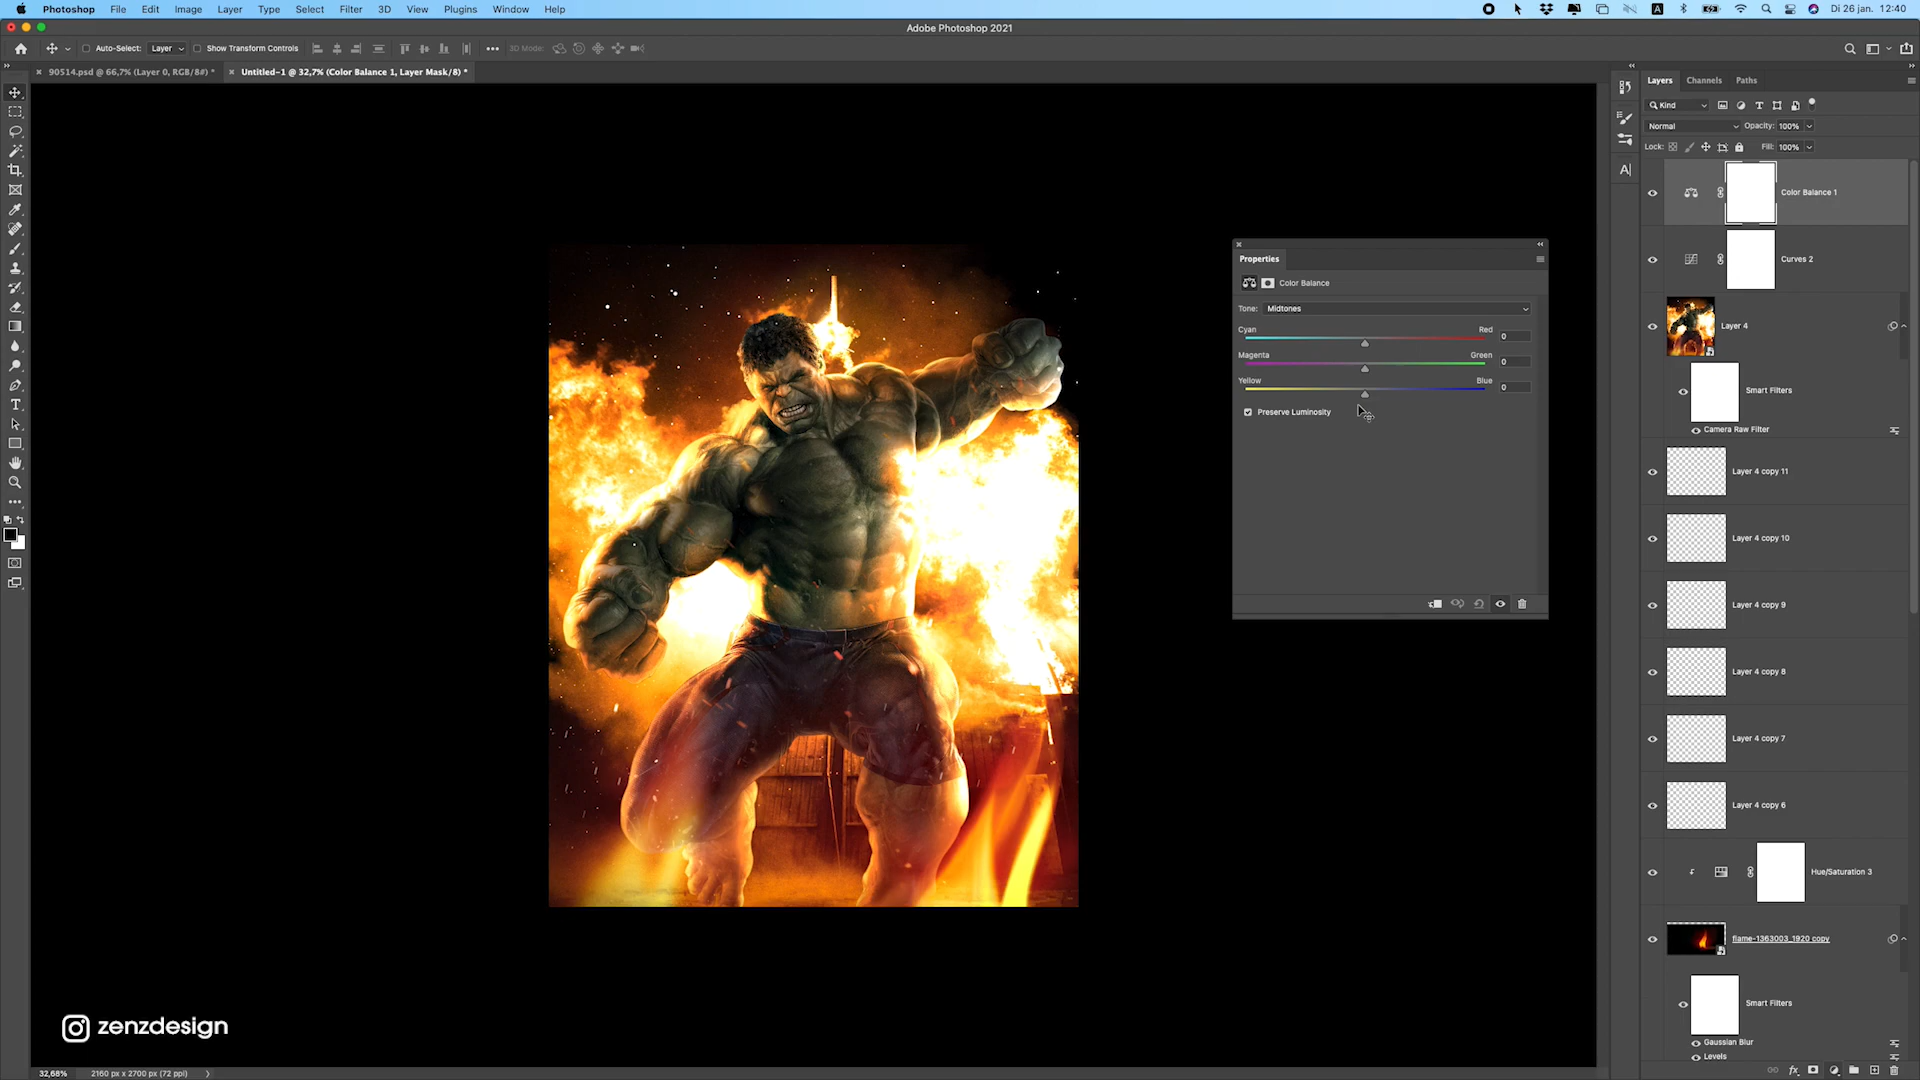 Photoshop File Edit Image Layer Type Select Filter 3D View Plugins Window Help
A
Di 26 jan. 12:40
Adobe Photoshop 2021
Auto-Select: Layer Show Transform Controls 3D Mode:
90514.psd @ 66,7% (Layer 0, RGB/8#) *
Untitled-1 @ 32,7% (Color Balance 1, Layer Mask/8) *
Layers Channels Paths
Kind
Normal Opacity: 100%
Lock: Fill: 100%
Color Balance 1
Curves 2
Layer 4
Smart Filters
Camera Raw Filter
Layer 4 copy 11
Layer 4 copy 10
Layer 4 copy 9
Layer 4 copy 8
Layer 4 copy 7
Layer 4 copy 6
Hue/Saturation 3
flame-1363003_1920 copy
Smart Filters
Gaussian Blur
Levels
Properties
Color Balance
Tone: Midtones
Cyan Red 0
Magenta Green 0
Yellow Blue 0
Preserve Luminosity
zenzdesign
32,68% 2160 px x 2700 px (72 ppi)